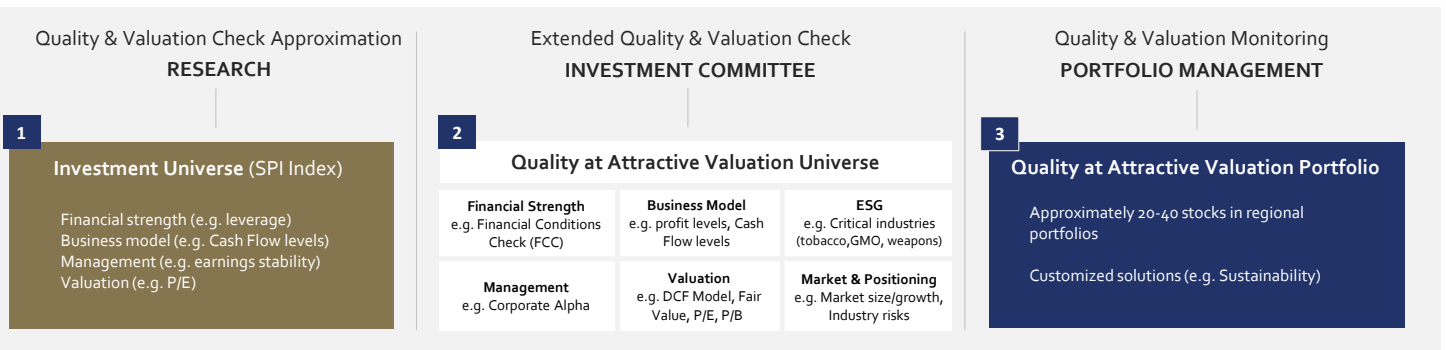 Quality & Valuation Check Approximation
RESEARCH
1
Investment Universe (SPI Index)
Financial strength (e.g. leverage)
Business model (e.g. Cash Flow levels)
Management (e.g. earnings stability)
Valuation (e.g. P/E)
Extended Quality & Valuation Check
INVESTMENT COMMITTEE
2
Quality at Attractive Valuation Universe
Financial Strength
e.g. Financial Conditions
Check (FCC)
Business Model
e.g. profit levels, Cash
Flow levels
ESG
e.g. Critical industries
(tobacco,GMO, weapons)
Management
e.g. Corporate Alpha
Valuation
e.g. DCF Model, Fair
Value, P/E, P/B
Market & Positioning
e.g. Market size/growth,
Industry risks
Quality & Valuation Monitoring
PORTFOLIO MANAGEMENT
3
Quality at Attractive Valuation Portfolio
Approximately 20-40 stocks in regional
portfolios
Customized solutions (e.g. Sustainability)